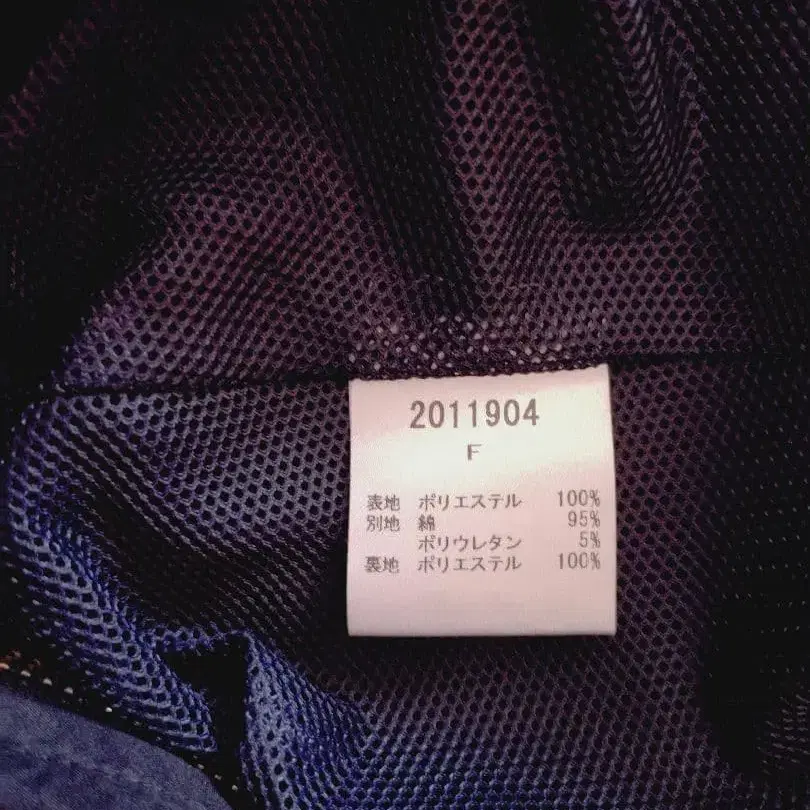 2011904
F
表地 ポリエステル 100%
別地 綿 95%
ポリウレタン 5%
裏地 ポリエステル 100%